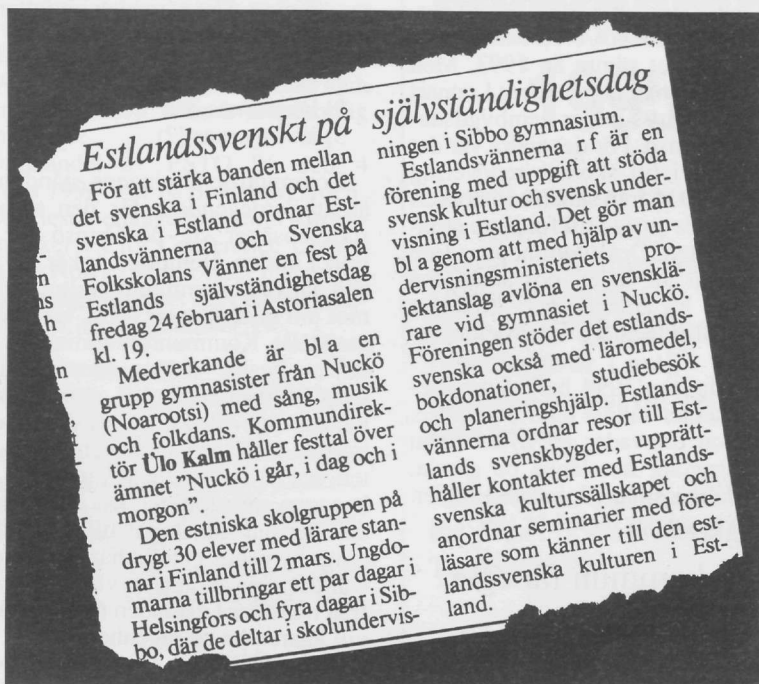 Estlandssvenskt på självständighetsdag
För att stärka banden mellan
det svenska i Finland och det
svenska i Estland ordnar Est-
landsvännerna och Svenska
Folkskolans Vänner en fest på
Estlands självständighetsdag
fredag 24 februari i Astoriasalen
kl. 19.
Medverkande är bl a en
grupp gymnasister från Nuckö
(Noarootsi) med sång, musik
och folkdans. Kommundirek-
tör Ülo Kalm håller festtal över
ämnet "Nuckö i går, i dag och i
morgon".
Den estniska skolgruppen på
drygt 30 elever med lärare stan-
nar i Finland till 2 mars. Ungdo-
marna tillbringar ett par dagar i
Helsingfors och fyra dagar i Sib-
bo, där de deltar i skolundervis-
ningen i Sibbo gymnasium.
Estlandsvännerna r f är en
förening med uppgift att stöda
svensk kultur och svensk under-
visning i Estland. Det gör man
bl a genom att med hjälp av un-
dervisningsministeriets pro-
jektanslag avlöna en svensklä-
rare vid gymnasiet i Nuckö.
Föreningen stöder det estlands-
svenska också med läromedel,
bokdonationer, studiebesök
och planeringshjälp. Estlands-
vännerna ordnar resor till Est-
lands svenskbygder, upprätt-
håller kontakter med Estlands-
svenska kulturssällskapet och
anordnar seminarier med före-
läsare som känner till den est-
landssvenska kulturen i Est-
land.